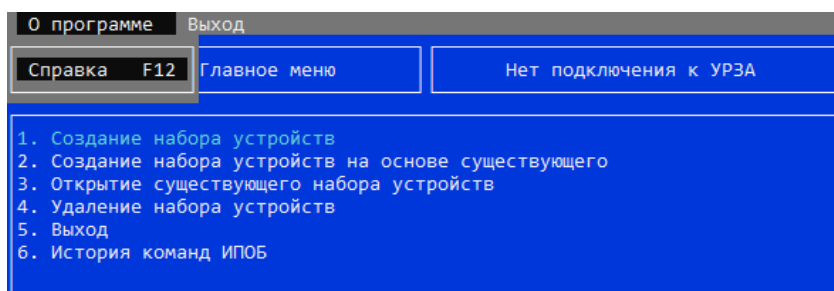 О программе Выход
Справка F12 Главное меню Нет подключения к УРЗА
1. Создание набора устройств
2. Создание набора устройств на основе существующего
3. Открытие существующего набора устройств
4. Удаление набора устройств
5. Выход
6. История команд ИПОБ